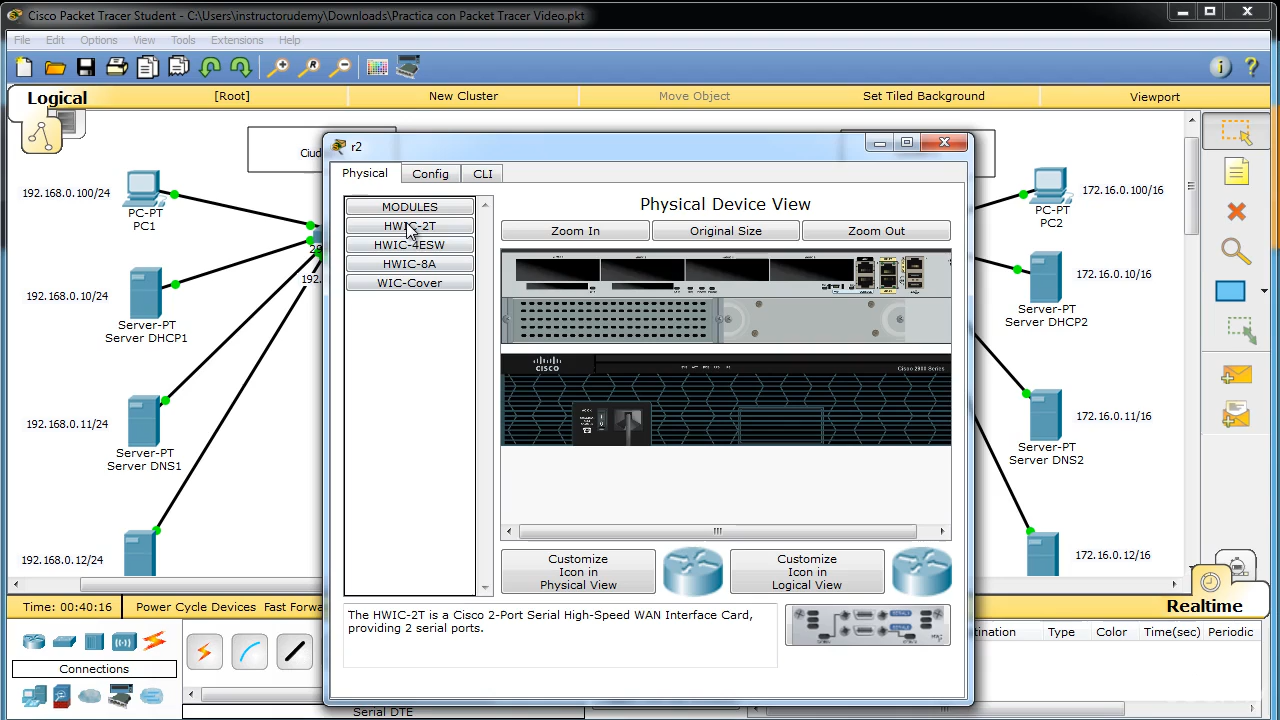 Cisco Packet Tracer Student - C:\Users\instructorudemy\Downloads\Practica con Packet Tracer Video.pkt
File Edit Options View Tools Extensions Help
Logical
[Root]
New Cluster
Move Object
Set Tiled Background
Viewport
Ciud
192.168.0.100/24
PC-PT
PC1
192.168.0.10/24
Server-PT
Server DHCP1
192.168.0.11/24
Server-PT
Server DNS1
192.168.0.12/24
29
192.
r2
Physical
Config
CLI
MODULES
HWIC-2T
HWIC-4ESW
HWIC-8A
WIC-Cover
Physical Device View
Zoom In
Original Size
Zoom Out
CISCO
Cisco 2900 Series
Customize
Icon in
Physical View
Customize
Icon in
Logical View
The HWIC-2T is a Cisco 2-Port Serial High-Speed WAN Interface Card,
providing 2 serial ports.
PC-PT
PC2
172.16.0.100/16
172.16.0.10/16
Server-PT
Server DHCP2
172.16.0.11/16
Server-PT
Server DNS2
172.16.0.12/16
Time: 00:40:16
Power Cycle Devices Fast Forwa
Realtime
Connections
Serial DTE
tination
Type
Color
Time(sec)
Periodic